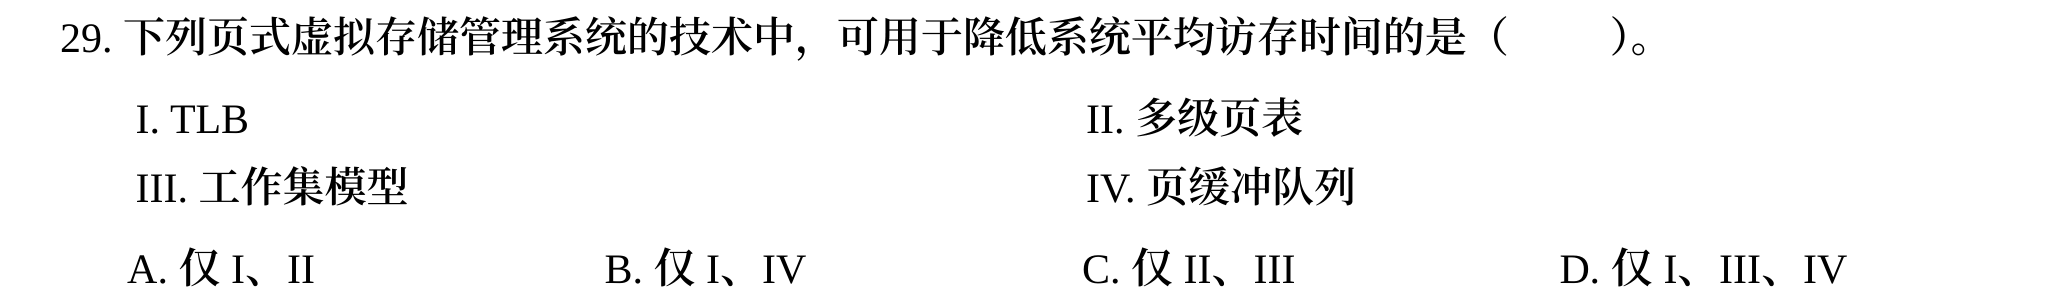 29. 下列页式虚拟存储管理系统的技术中，可用于降低系统平均访存时间的是（　　）。
I. TLB　　II. 多级页表
III. 工作集模型　　IV. 页缓冲队列
A. 仅 I、II　　B. 仅 I、IV　　C. 仅 II、III　　D. 仅 I、III、IV